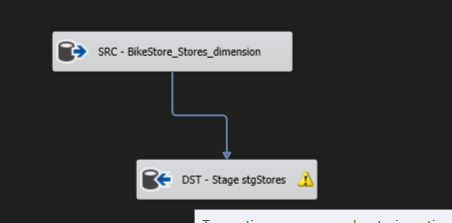 SRC - BikeStore_Stores_dimension
DST - Stage stgStores